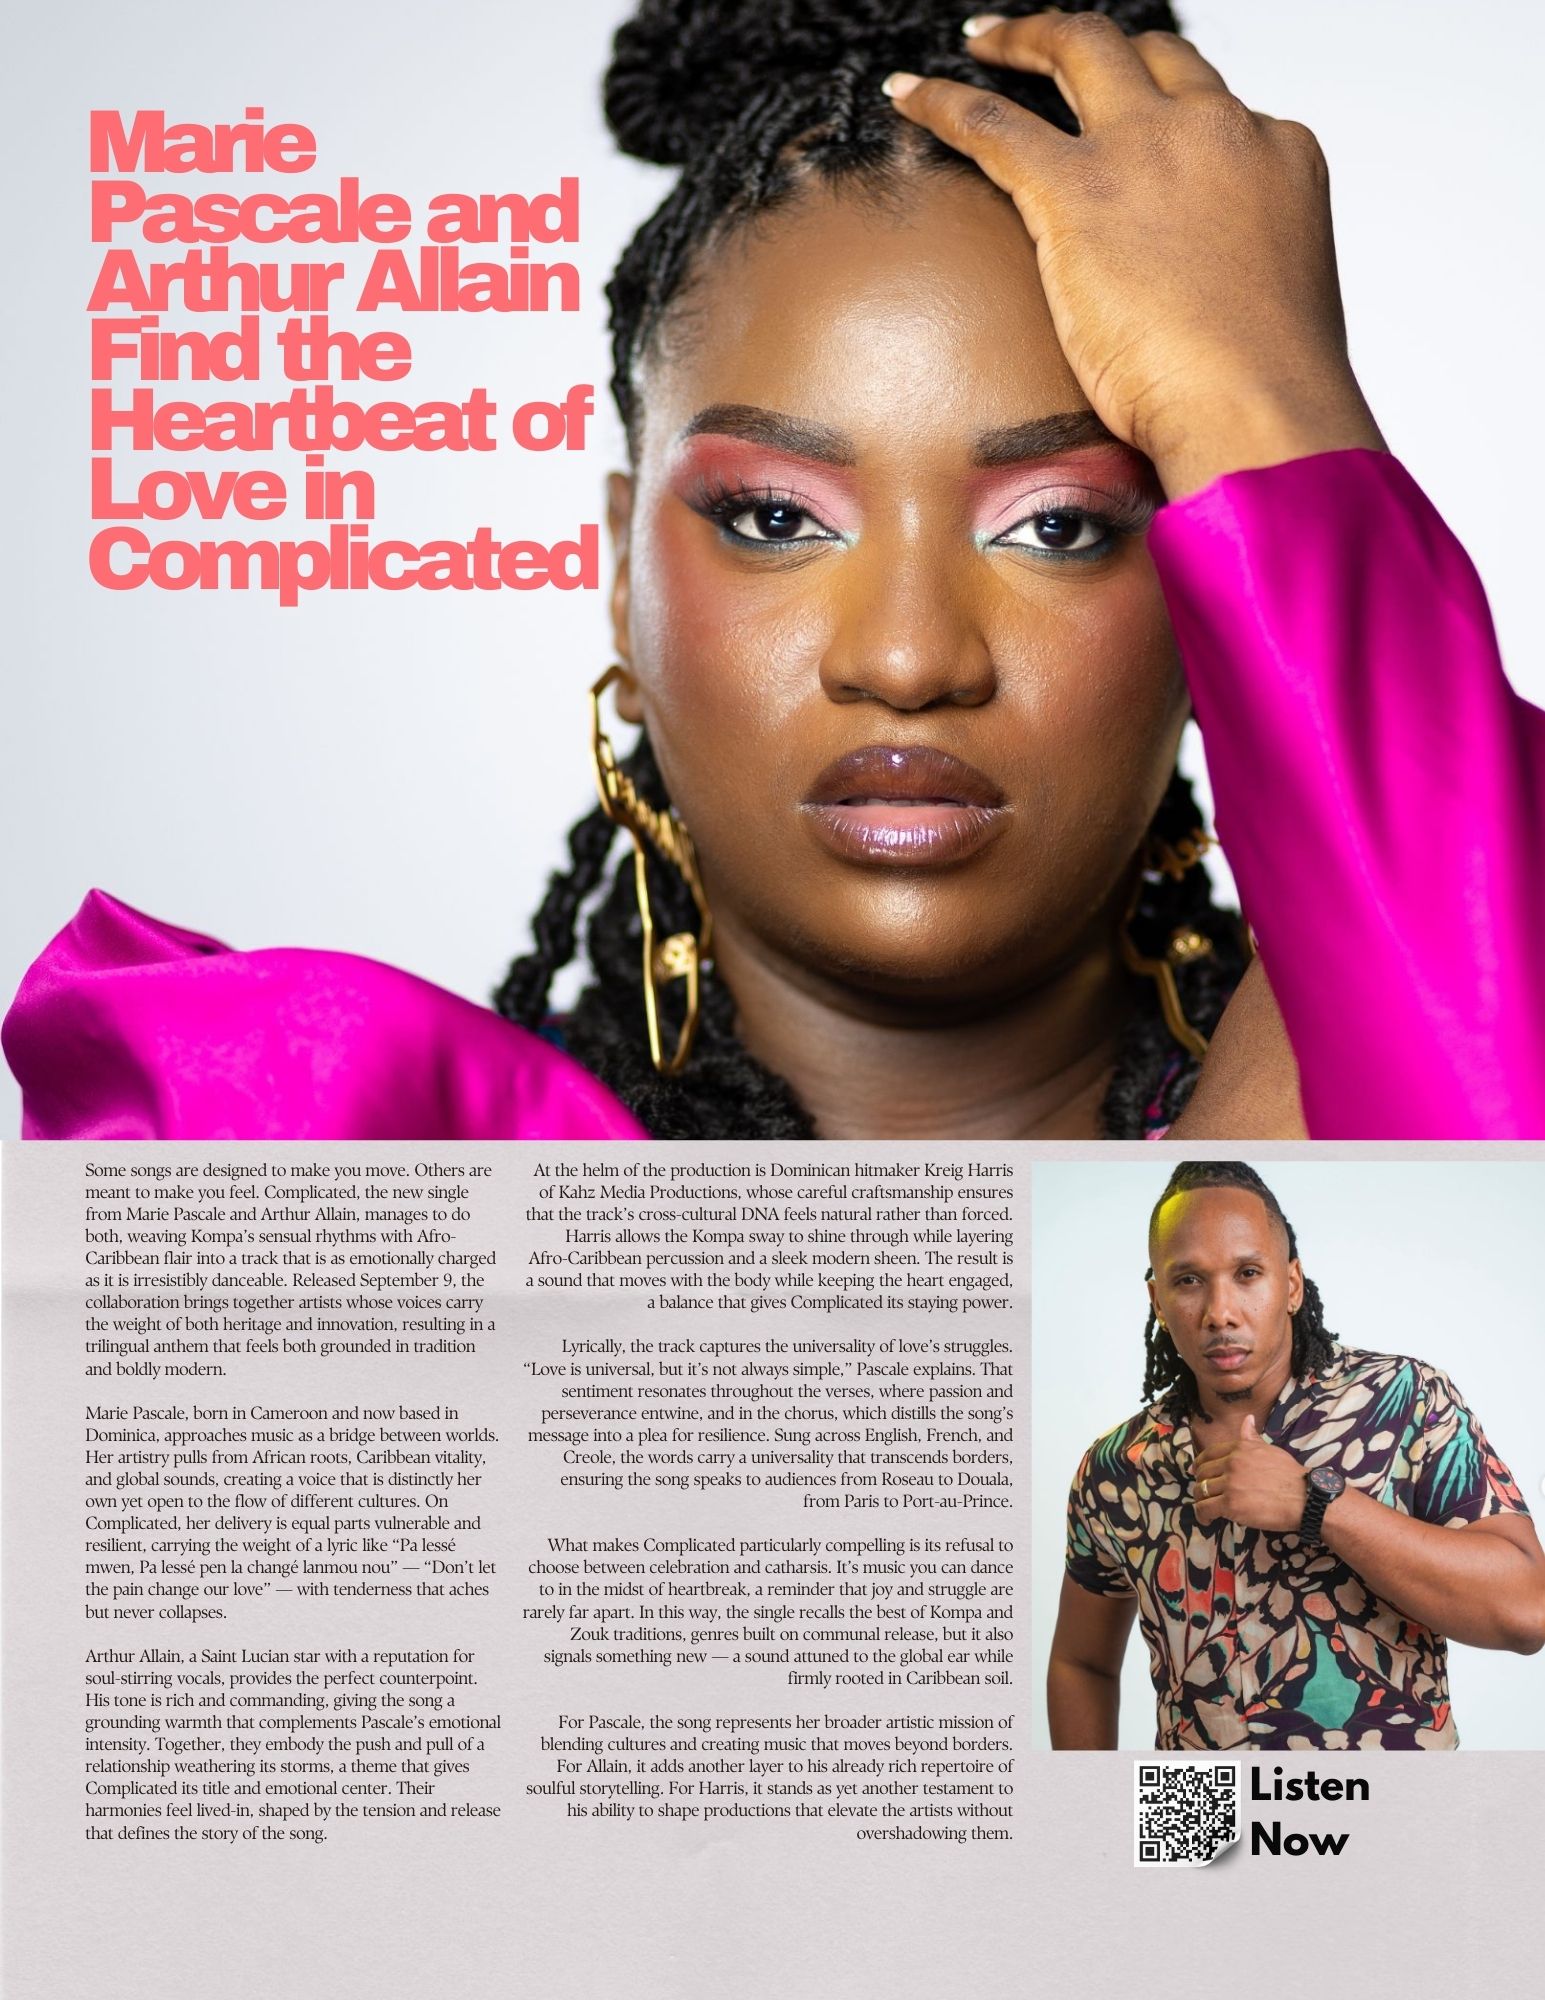 Marie
Pascale and
Arthur Allain
Find the
Heartbeat of
Love in
Complicated
Some songs are designed to make you move. Others are
meant to make you feel. Complicated, the new single
from Marie Pascale and Arthur Allain, manages to do
both, weaving Kompa’s sensual rhythms with Afro-
Caribbean flair into a track that is as emotionally charged
as it is irresistibly danceable. Released September 9, the
collaboration brings together artists whose voices carry
the weight of both heritage and innovation, resulting in a
trilingual anthem that feels both grounded in tradition
and boldly modern.
Marie Pascale, born in Cameroon and now based in
Dominica, approaches music as a bridge between worlds.
Her artistry pulls from African roots, Caribbean vitality,
and global sounds, creating a voice that is distinctly her
own yet open to the flow of different cultures. On
Complicated, her delivery is equal parts vulnerable and
resilient, carrying the weight of a lyric like “Pa lessé
mwen, Pa lessé pen la changé lanmou nou” — “Don’t let
the pain change our love” — with tenderness that aches
but never collapses.
Arthur Allain, a Saint Lucian star with a reputation for
soul-stirring vocals, provides the perfect counterpoint.
His tone is rich and commanding, giving the song a
grounding warmth that complements Pascale’s emotional
intensity. Together, they embody the push and pull of a
relationship weathering its storms, a theme that gives
Complicated its title and emotional center. Their
harmonies feel lived-in, shaped by the tension and release
that defines the story of the song.
At the helm of the production is Dominican hitmaker Kreig Harris
of Kahz Media Productions, whose careful craftsmanship ensures
that the track’s cross-cultural DNA feels natural rather than forced.
Harris allows the Kompa sway to shine through while layering
Afro-Caribbean percussion and a sleek modern sheen. The result is
a sound that moves with the body while keeping the heart engaged,
a balance that gives Complicated its staying power.
Lyrically, the track captures the universality of love’s struggles.
“Love is universal, but it’s not always simple,” Pascale explains. That
sentiment resonates throughout the verses, where passion and
perseverance entwine, and in the chorus, which distills the song’s
message into a plea for resilience. Sung across English, French, and
Creole, the words carry a universality that transcends borders,
ensuring the song speaks to audiences from Roseau to Douala,
from Paris to Port-au-Prince.
What makes Complicated particularly compelling is its refusal to
choose between celebration and catharsis. It’s music you can dance
to in the midst of heartbreak, a reminder that joy and struggle are
rarely far apart. In this way, the single recalls the best of Kompa and
Zouk traditions, genres built on communal release, but it also
signals something new — a sound attuned to the global ear while
firmly rooted in Caribbean soil.
For Pascale, the song represents her broader artistic mission of
blending cultures and creating music that moves beyond borders.
For Allain, it adds another layer to his already rich repertoire of
soulful storytelling. For Harris, it stands as yet another testament to
his ability to shape productions that elevate the artists without
overshadowing them.
Listen
Now